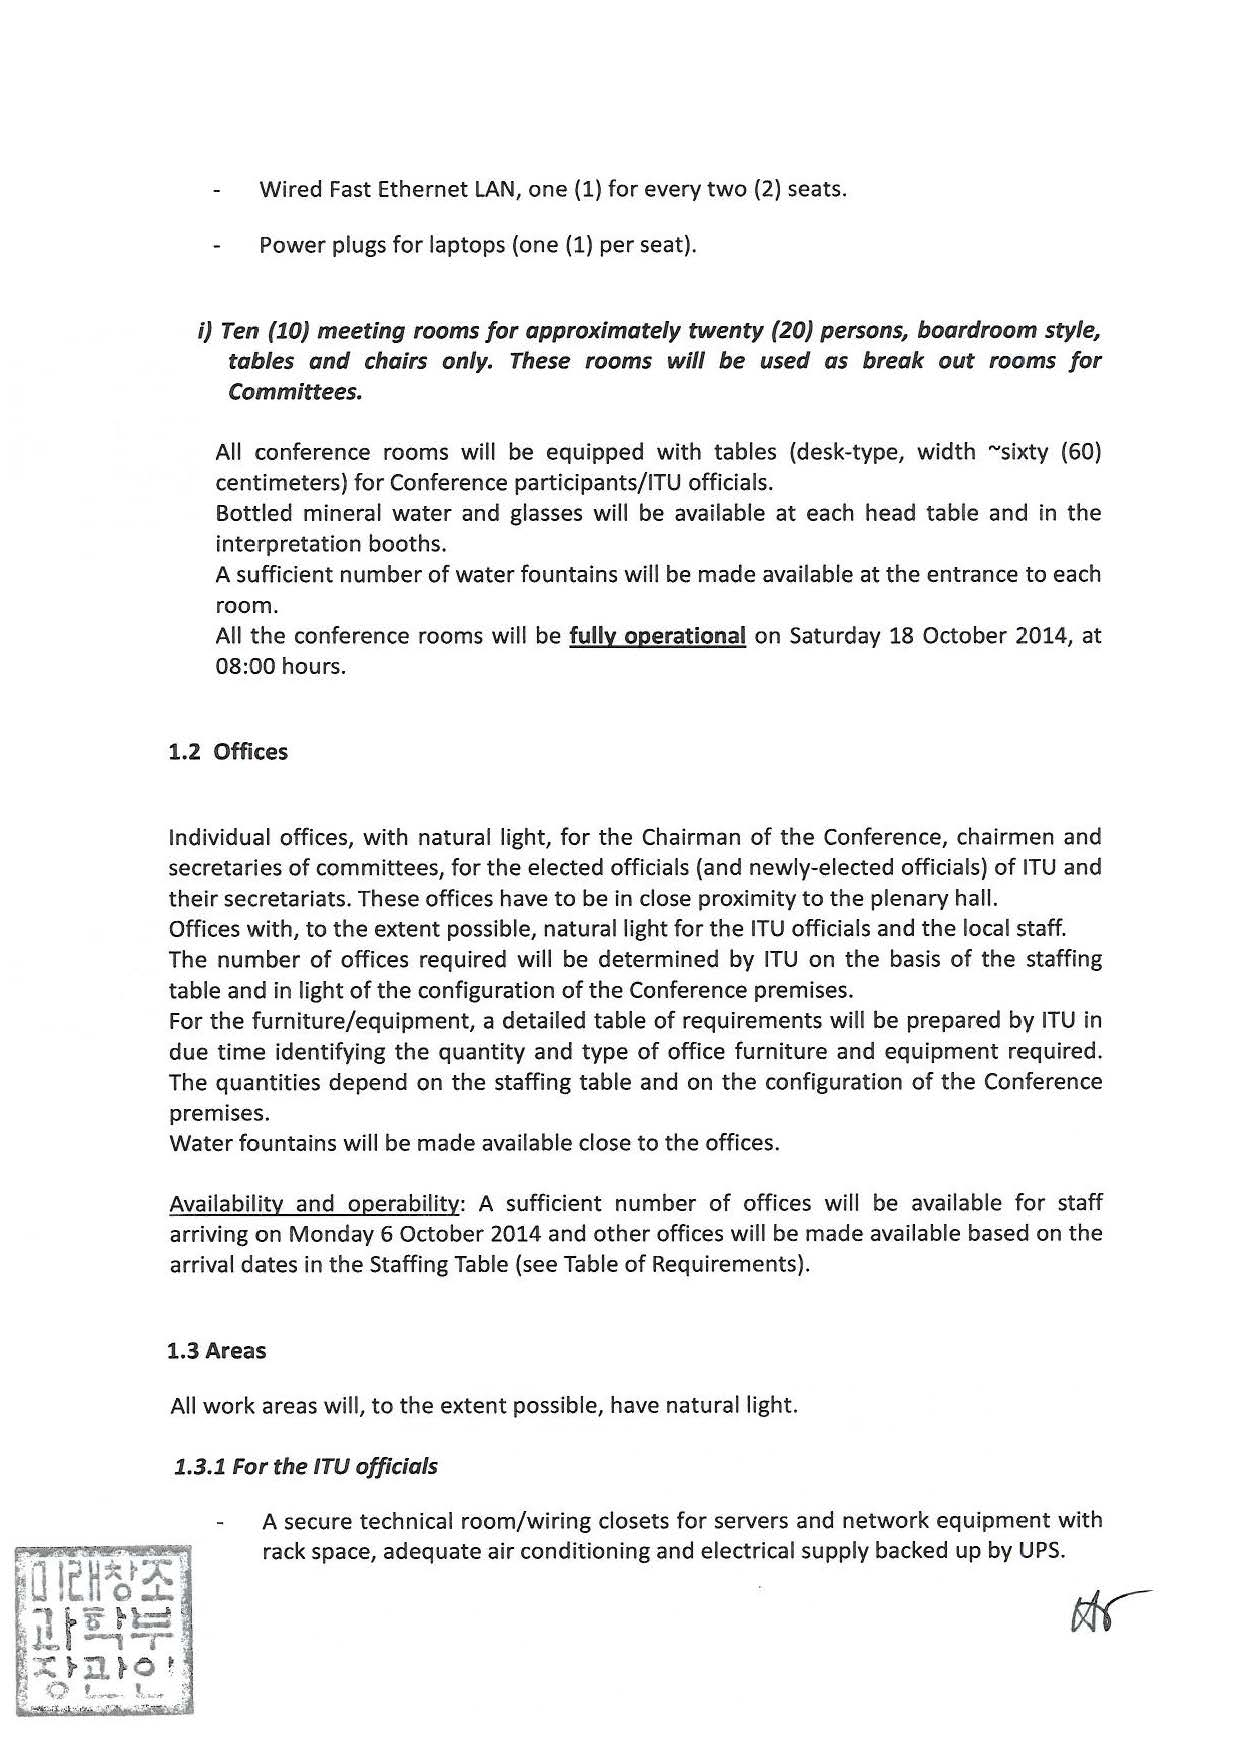 - Wired Fast Ethernet LAN, one (1) for every two (2) seats.
- Power plugs for laptops (one (1) per seat).
i) Ten (10) meeting rooms for approximately twenty (20) persons, boardroom style,
tables and chairs only. These rooms will be used as break out rooms for
Committees.
All conference rooms will be equipped with tables (desk-type, width ~sixty (60)
centimeters) for Conference participants/ITU officials.
Bottled mineral water and glasses will be available at each head table and in the
interpretation booths.
A sufficient number of water fountains will be made available at the entrance to each
room.
All the conference rooms will be fully operational on Saturday 18 October 2014, at
08:00 hours.
1.2 Offices
Individual offices, with natural light, for the Chairman of the Conference, chairmen and
secretaries of committees, for the elected officials (and newly-elected officials) of ITU and
their secretariats. These offices have to be in close proximity to the plenary hall.
Offices with, to the extent possible, natural light for the ITU officials and the local staff.
The number of offices required will be determined by ITU on the basis of the staffing
table and in light of the configuration of the Conference premises.
For the furniture/equipment, a detailed table of requirements will be prepared by ITU in
due time identifying the quantity and type of office furniture and equipment required.
The quantities depend on the staffing table and on the configuration of the Conference
premises.
Water fountains will be made available close to the offices.
Availability and operability: A sufficient number of offices will be available for staff
arriving on Monday 6 October 2014 and other offices will be made available based on the
arrival dates in the Staffing Table (see Table of Requirements).
1.3 Areas
All work areas will, to the extent possible, have natural light.
1.3.1 For the ITU officials
- A secure technical room/wiring closets for servers and network equipment with
rack space, adequate air conditioning and electrical supply backed up by UPS.
미래창조
과학부
장관인